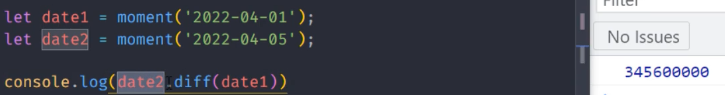 let date1 = moment('2022-04-01');
let date2 = moment('2022-04-05');
console.log(date2.diff(date1))
Filter
No Issues
345600000